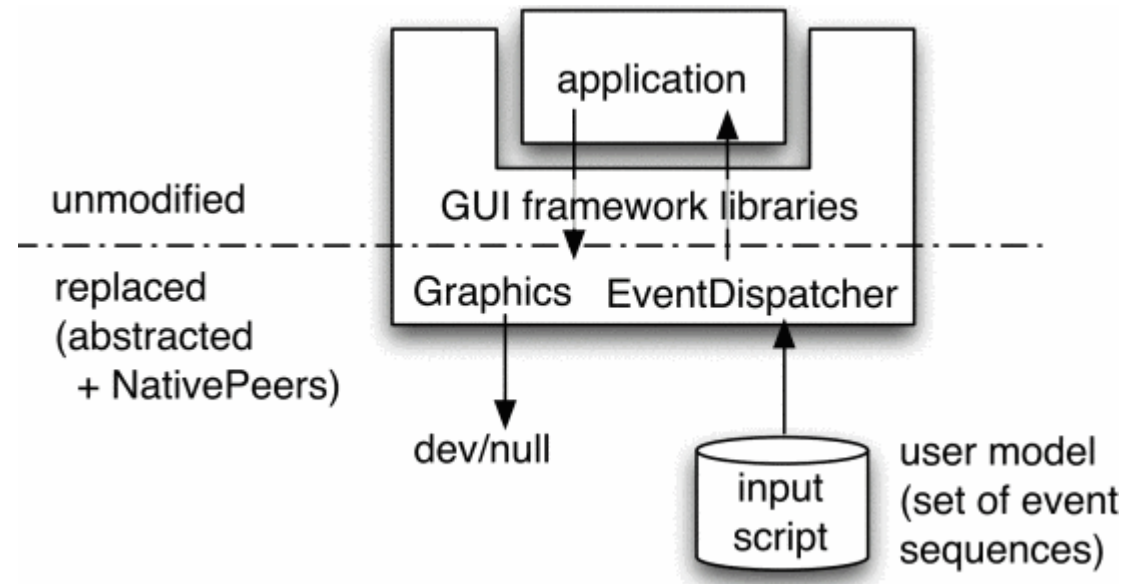 application
unmodified
GUI framework libraries
replaced
(abstracted
+ NativePeers)
Graphics
EventDispatcher
dev/null
input
script
user model
(set of event
sequences)